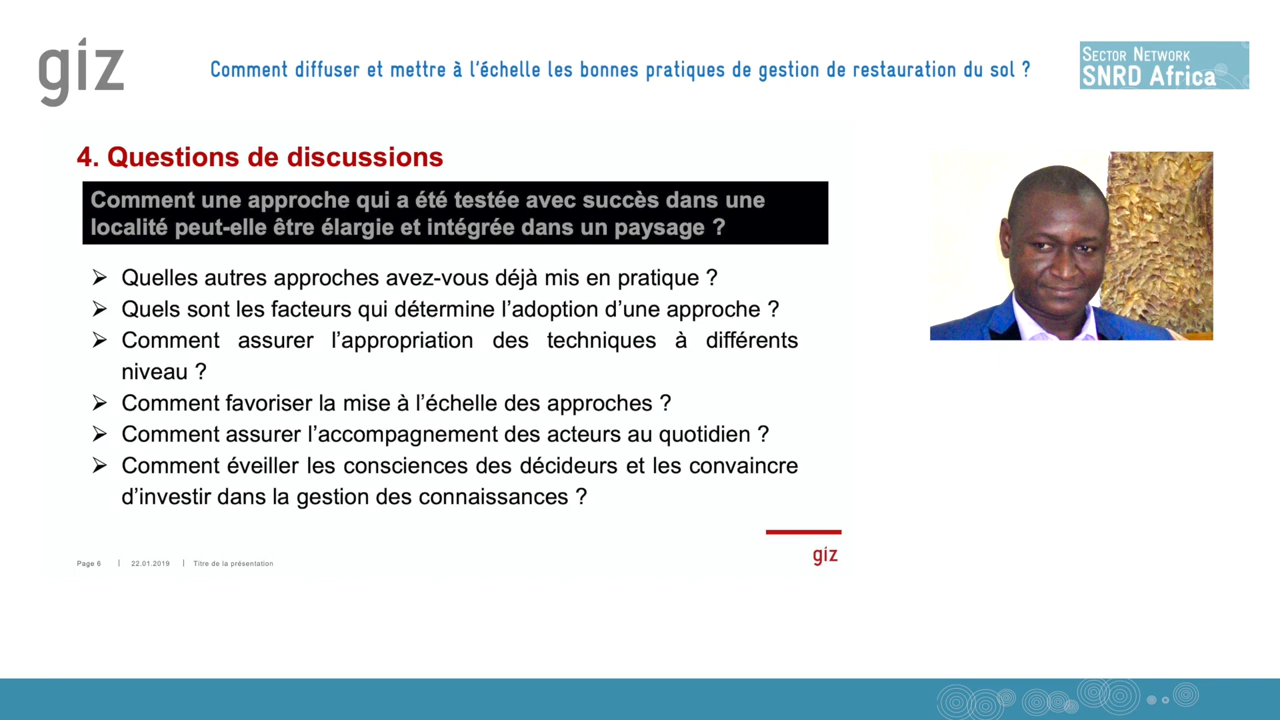 giz
Comment diffuser et mettre à l'échelle les bonnes pratiques de gestion de restauration du sol ?
SECTOR NETWORK
SNRD Africa
4. Questions de discussions
Comment une approche qui a été testée avec succès dans une
localité peut-elle être élargie et intégrée dans un paysage ?
Quelles autres approches avez-vous déjà mis en pratique ?
Quels sont les facteurs qui détermine l'adoption d'une approche ?
Comment assurer l'appropriation des techniques à différents
niveau ?
Comment favoriser la mise à l'échelle des approches ?
Comment assurer l'accompagnement des acteurs au quotidien ?
Comment éveiller les consciences des décideurs et les convaincre
d'investir dans la gestion des connaissances ?
giz
Page 6 | 22.01.2019 | Titre de la présentation